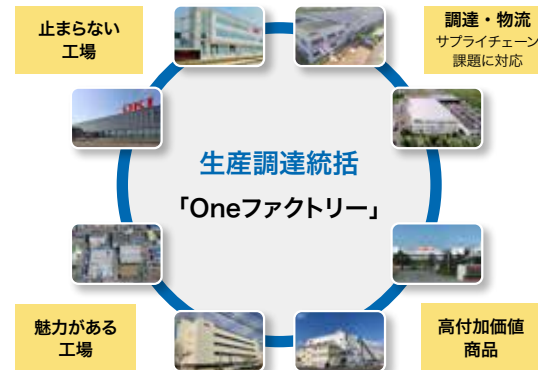 止まらない
工場
調達・物流
サプライチェーン
課題に対応
OKI
生産調達統括
「Oneファクトリー」
魅力がある
工場
高付加価値
商品